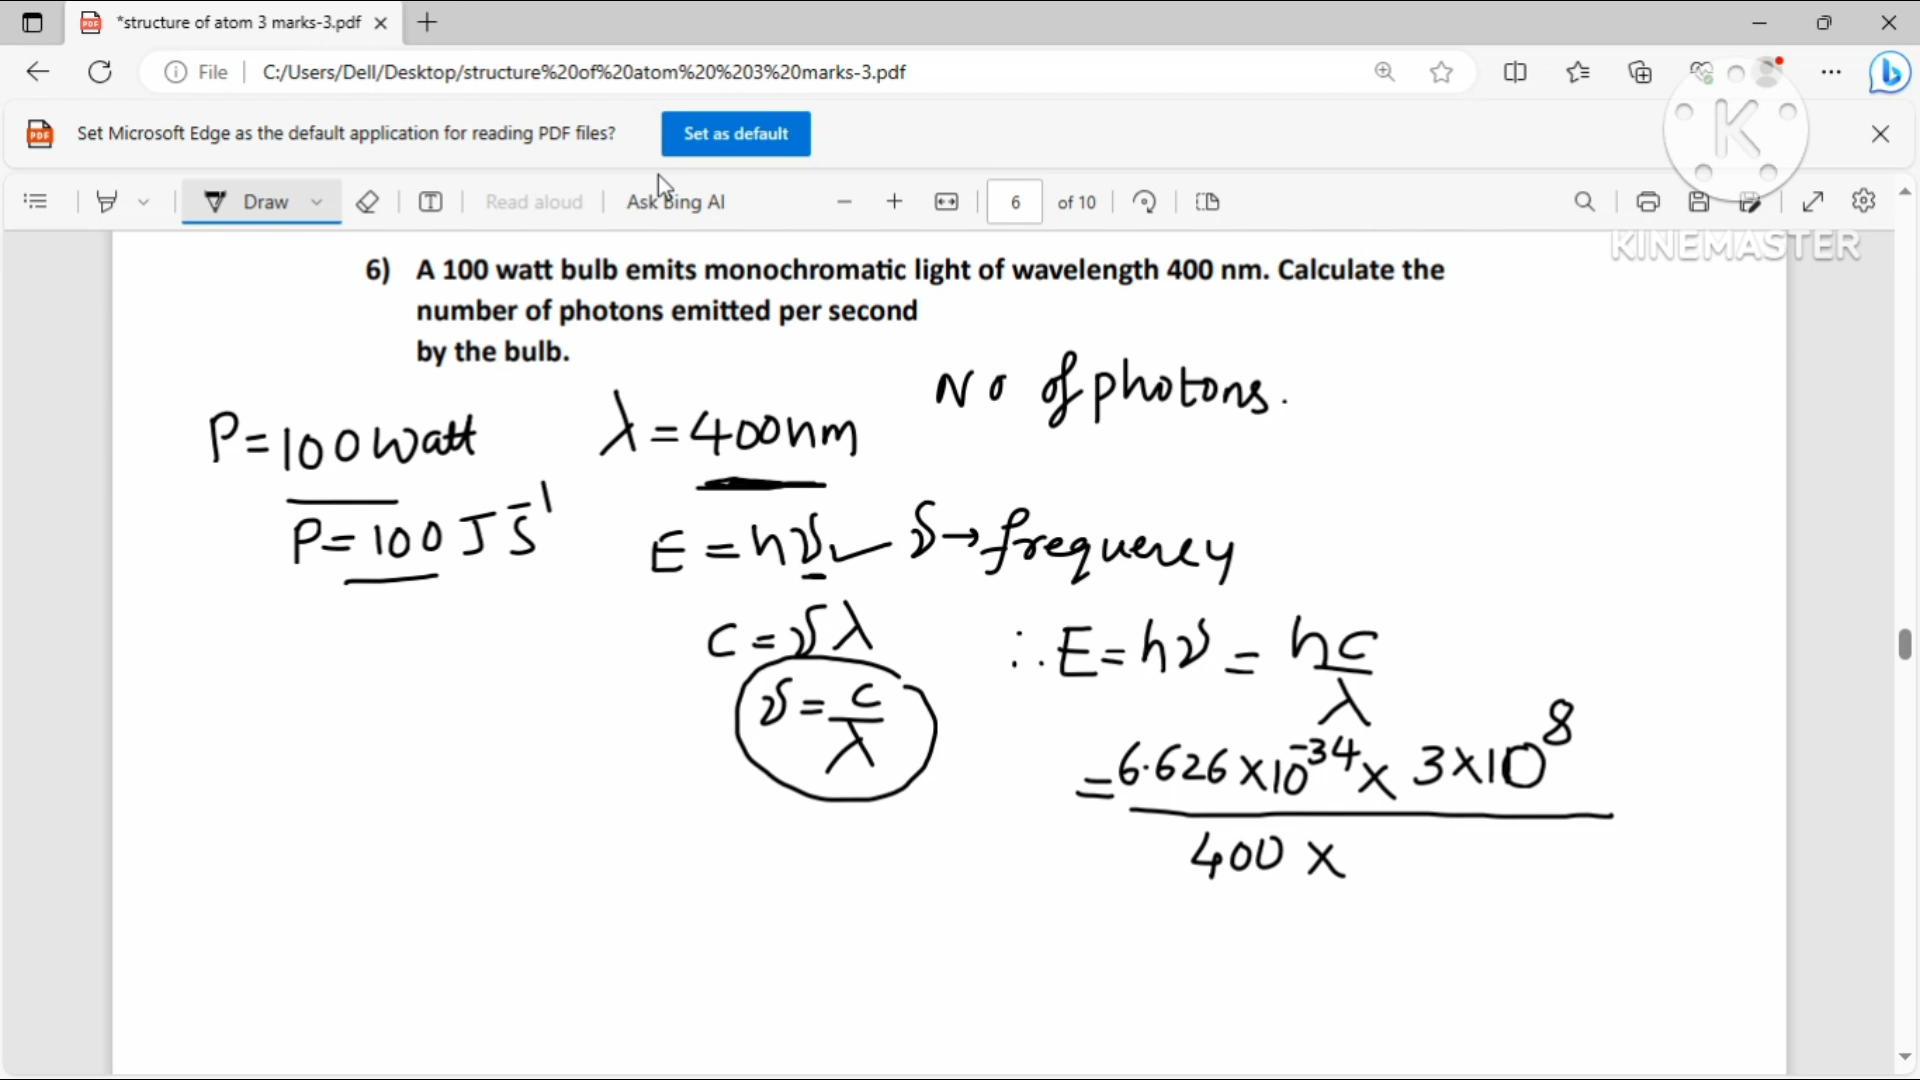 *structure of atom 3 marks-3.pdf
File C:/Users/Dell/Desktop/structure%20of%20atom%20%203%20marks-3.pdf
Set Microsoft Edge as the default application for reading PDF files? Set as default
K
Draw Read aloud Ask Bing AI 6 of 10
KINEMASTER
6) A 100 watt bulb emits monochromatic light of wavelength 400 nm. Calculate the
number of photons emitted per second
by the bulb.
No of photons.
P=100 watt λ=400nm
P=100 J s⁻¹
E=hν ν→frequency
C=νλ
ν=c/λ
∴E=hν=hc/λ
=6.626×10⁻³⁴×3×10⁸
400×